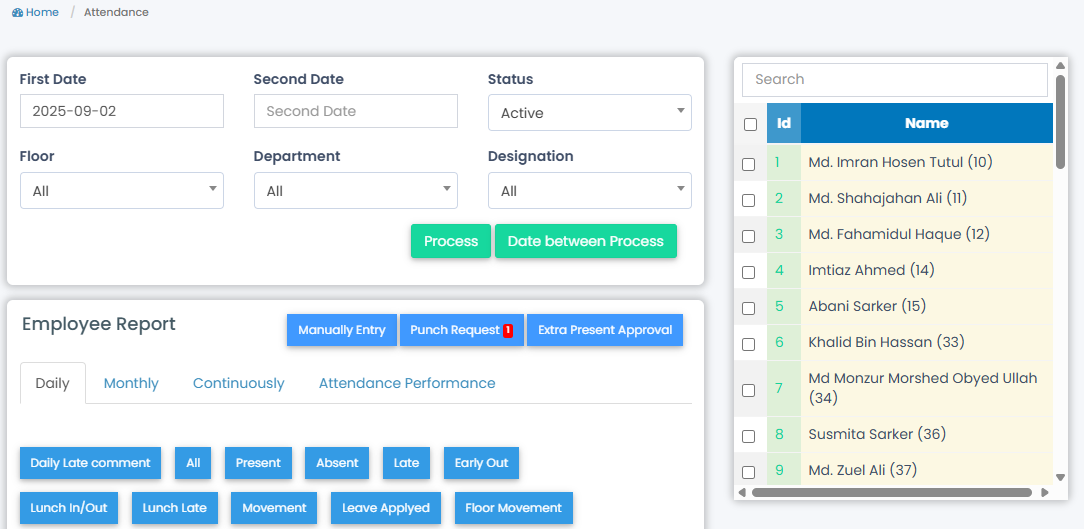 Home / Attendance
First Date Second Date Status
2025-09-02 Second Date Active
Floor Department Designation
All All All
Process Date between Process
Employee Report Manually Entry Punch Request 1 Extra Present Approval
Daily Monthly Continuously Attendance Performance
Daily Late comment All Present Absent Late Early Out
Lunch In/Out Lunch Late Movement Leave Applyed Floor Movement
Search
Id Name
1 Md. Imran Hosen Tutul (10)
2 Md. Shahajahan Ali (11)
3 Md. Fahamidul Haque (12)
4 Imtiaz Ahmed (14)
5 Abani Sarker (15)
6 Khalid Bin Hassan (33)
7 Md Monzur Morshed Obyed Ullah
(34)
8 Susmita Sarker (36)
9 Md. Zuel Ali (37)